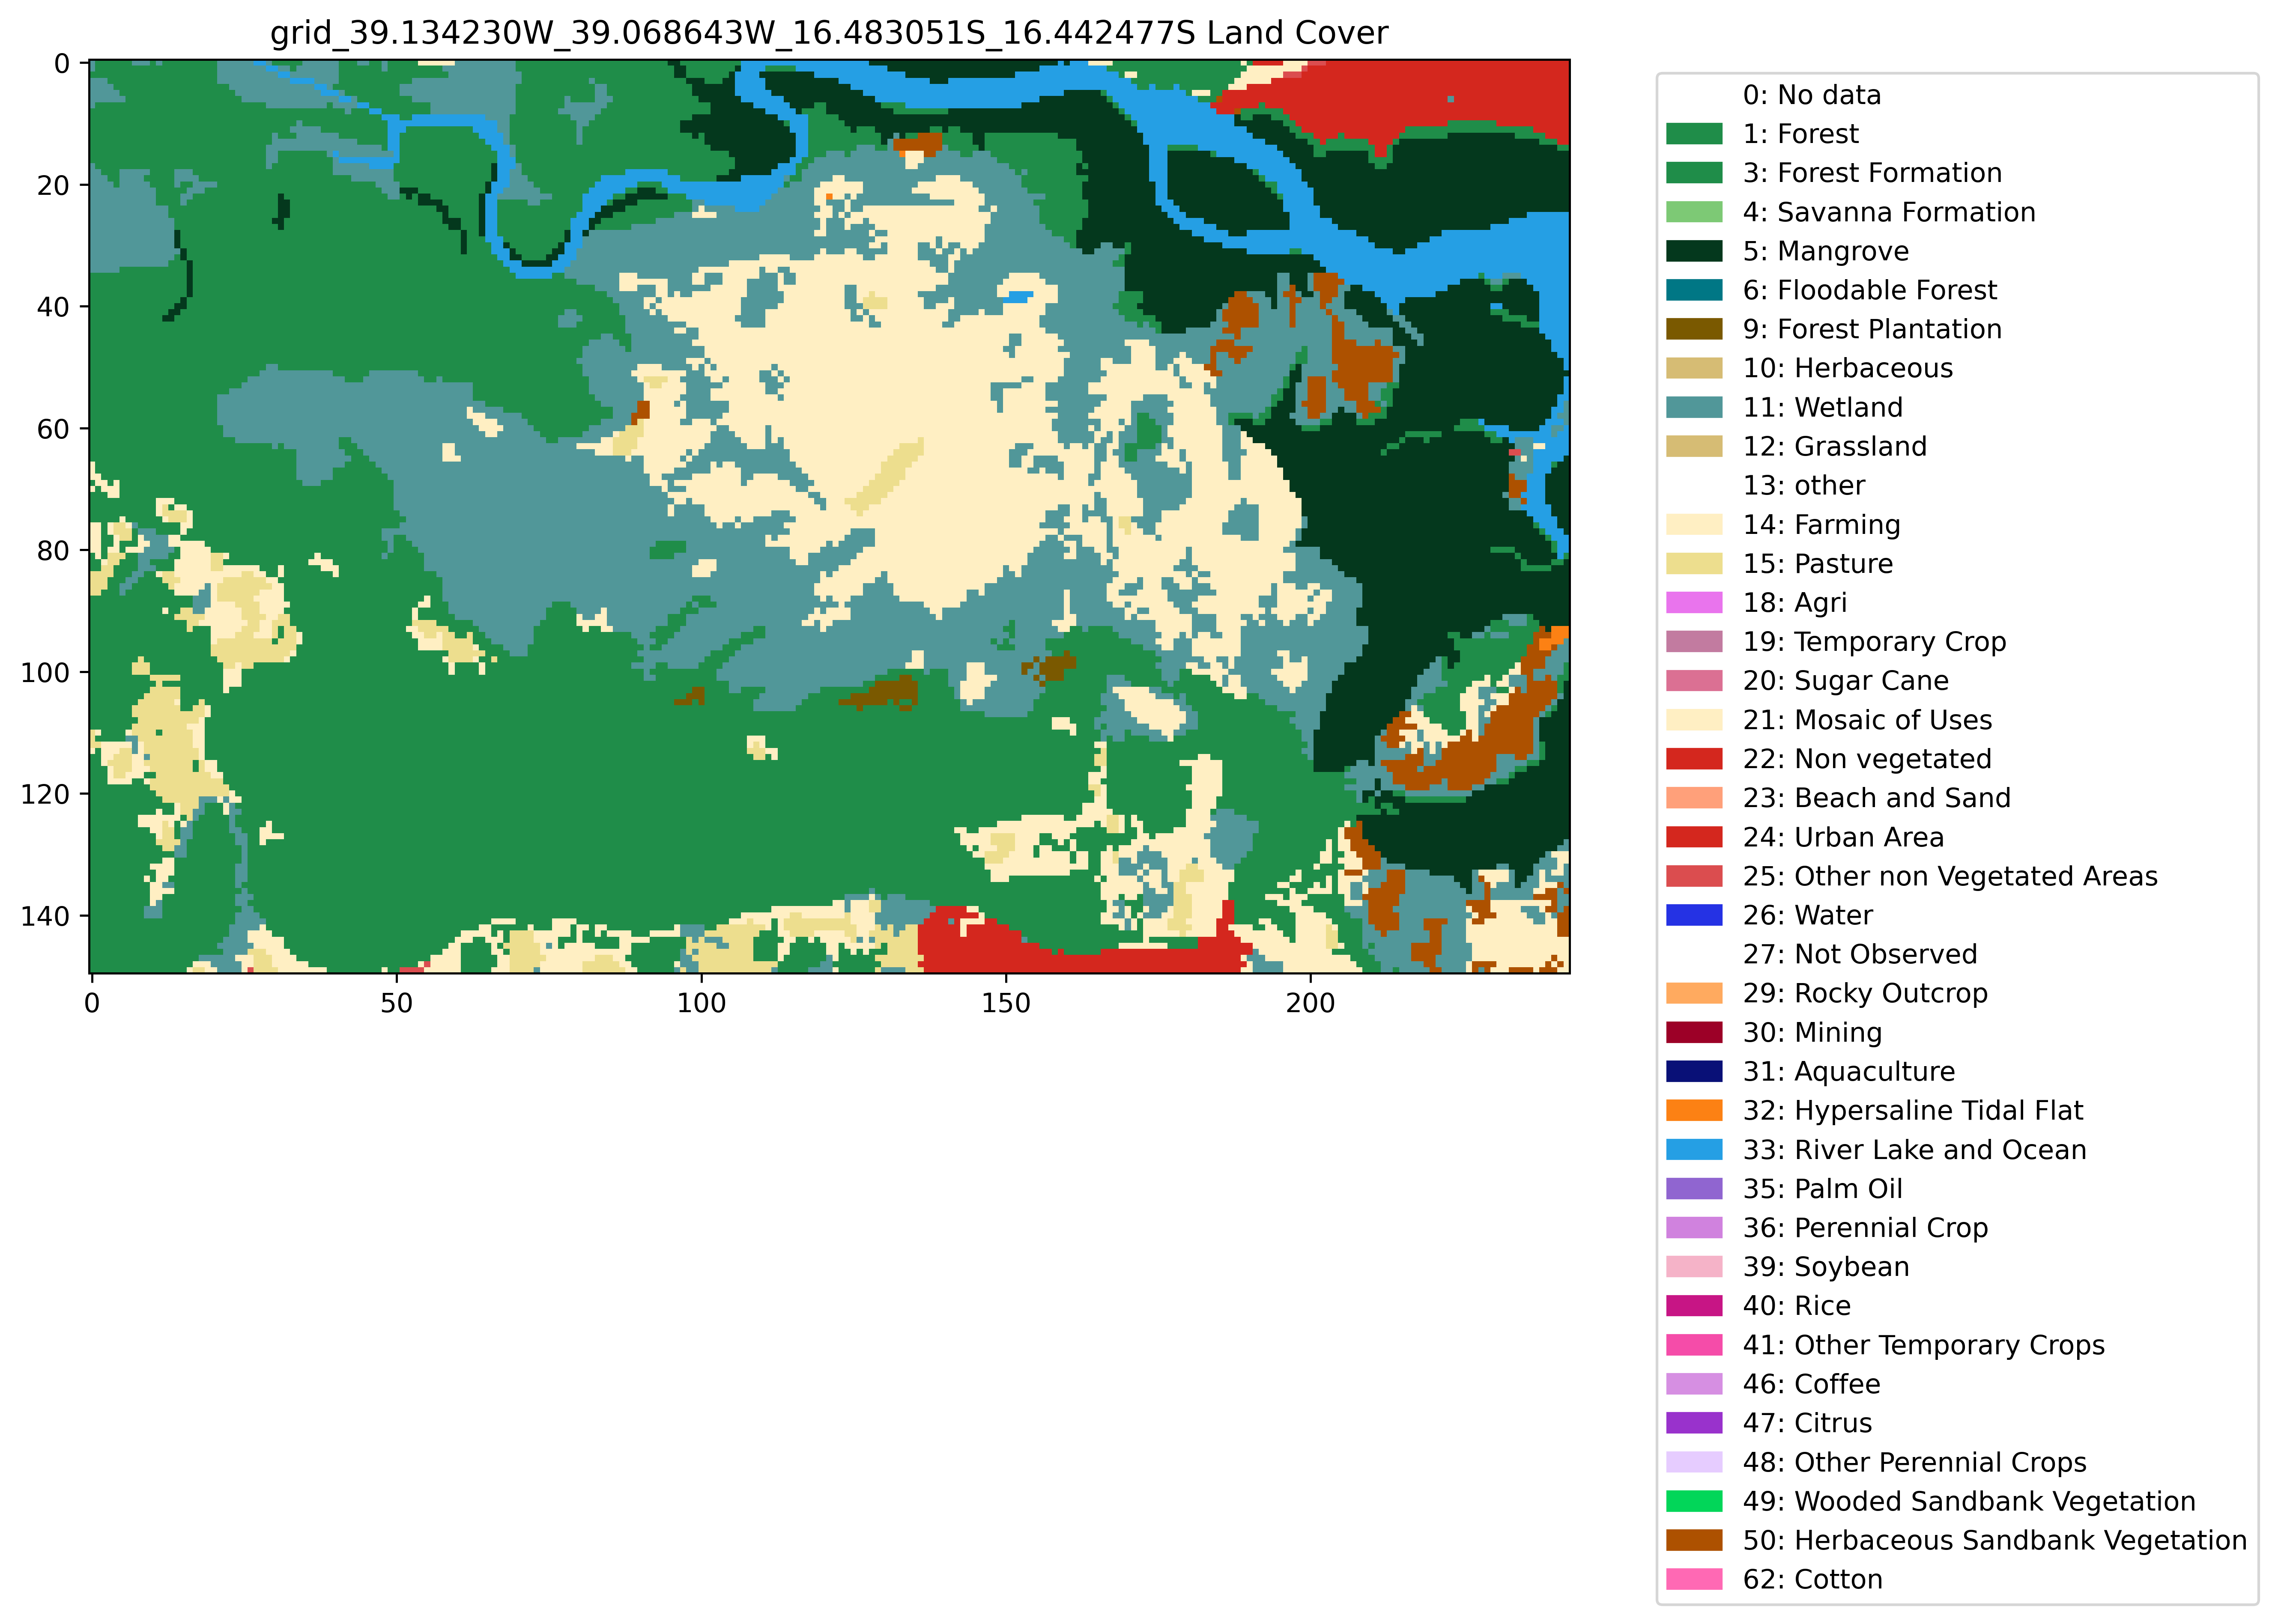 grid_39.134230W_39.068643W_16.483051S_16.442477S Land Cover
0
20
40
60
80
100
120
140
0 50 100 150 200
0: No data
1: Forest
3: Forest Formation
4: Savanna Formation
5: Mangrove
6: Floodable Forest
9: Forest Plantation
10: Herbaceous
11: Wetland
12: Grassland
13: other
14: Farming
15: Pasture
18: Agri
19: Temporary Crop
20: Sugar Cane
21: Mosaic of Uses
22: Non vegetated
23: Beach and Sand
24: Urban Area
25: Other non Vegetated Areas
26: Water
27: Not Observed
29: Rocky Outcrop
30: Mining
31: Aquaculture
32: Hypersaline Tidal Flat
33: River Lake and Ocean
35: Palm Oil
36: Perennial Crop
39: Soybean
40: Rice
41: Other Temporary Crops
46: Coffee
47: Citrus
48: Other Perennial Crops
49: Wooded Sandbank Vegetation
50: Herbaceous Sandbank Vegetation
62: Cotton